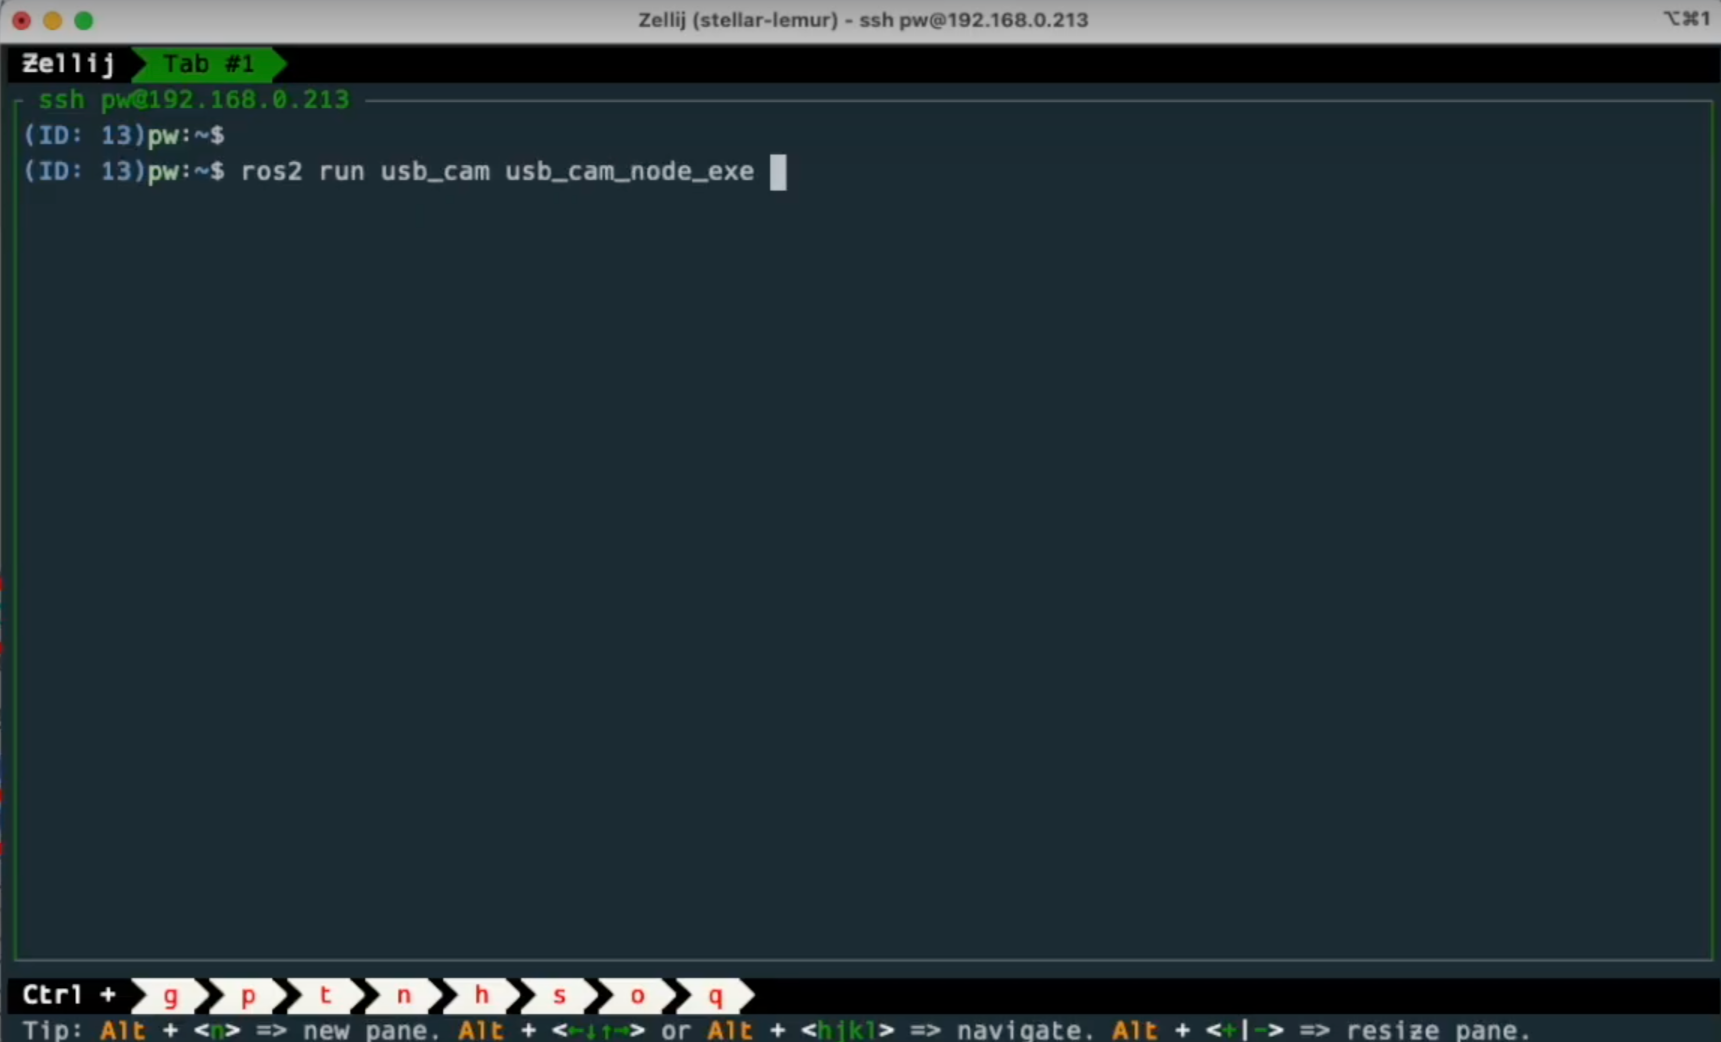 Zellij (stellar-lemur) - ssh pw@192.168.0.213 ⌥⌘1
Zellij Tab #1
ssh pw@192.168.0.213
(ID: 13)pw:~$
(ID: 13)pw:~$ ros2 run usb_cam usb_cam_node_exe
Ctrl + g p t n h s o q
Tip: Alt + <n> => new pane. Alt + <←↓↑→> or Alt + <hjkl> => navigate. Alt + <+|-> => resize pane.